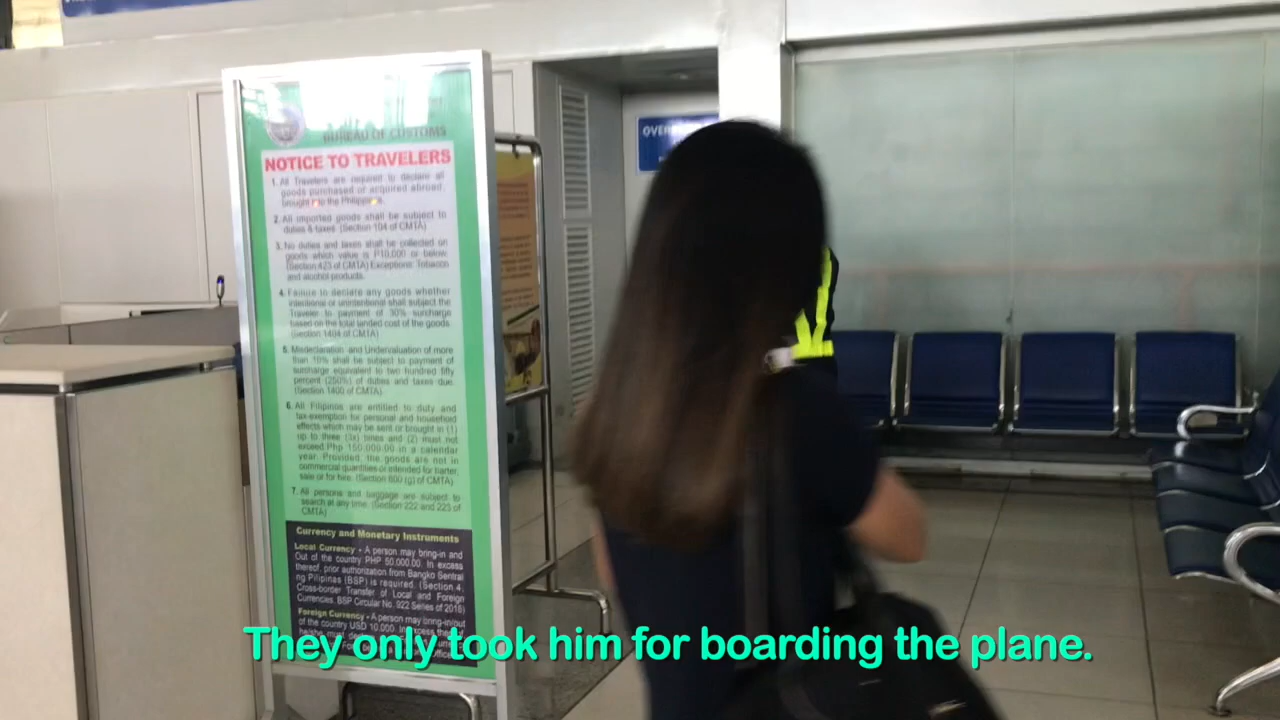 BUREAU OF CUSTOMS
NOTICE TO TRAVELERS
1. All Travelers are required to declare all
goods purchased or acquired abroad,
brought into the Philippines.
2. All imported goods shall be subject to
duties & taxes. (Section 104 of CMTA)
3. No duties and taxes shall be collected on
goods which value is P10,000 or below.
(Section 423 of CMTA) Exceptions: Tobacco
and alcohol products.
4. Failure to declare any goods whether
intentional or unintentional shall subject the
Traveler to payment of 30% surcharge
based on the total landed cost of the goods.
(Section 1404 of CMTA)
5. Misdeclaration and Undervaluation of more
than 10% shall be subject to payment of
surcharge equivalent to two hundred fifty
percent (250%) of duties and taxes due.
(Section 1400 of CMTA)
6. All Filipinos are entitled to duty and
tax-exemption for personal and household
effects which may be sent or brought in (1)
up to three (3x) times and (2) must not
exceed Php 150,000.00 in a calendar
year. Provided, the goods are not in
commercial quantities or intended for barter,
sale or for hire. (Section 800 (g) of CMTA)
7. All persons and baggage are subject to
search at any time. (Section 222 and 223 of
CMTA)
Currency and Monetary Instruments
Local Currency - A person may bring-in and
Out of the country PHP 50,000.00. In excess
thereof, prior authorization from Bangko Sentral
ng Pilipinas (BSP) is required. (Section 4,
Cross-border Transfer of Local and Foreign
Currencies, BSP Circular No. 922 Series of 2016)
Foreign Currency - A person may bring-in/out
of the country USD 10,000. In excess
he/she must
OVER
They only took him for boarding the plane.